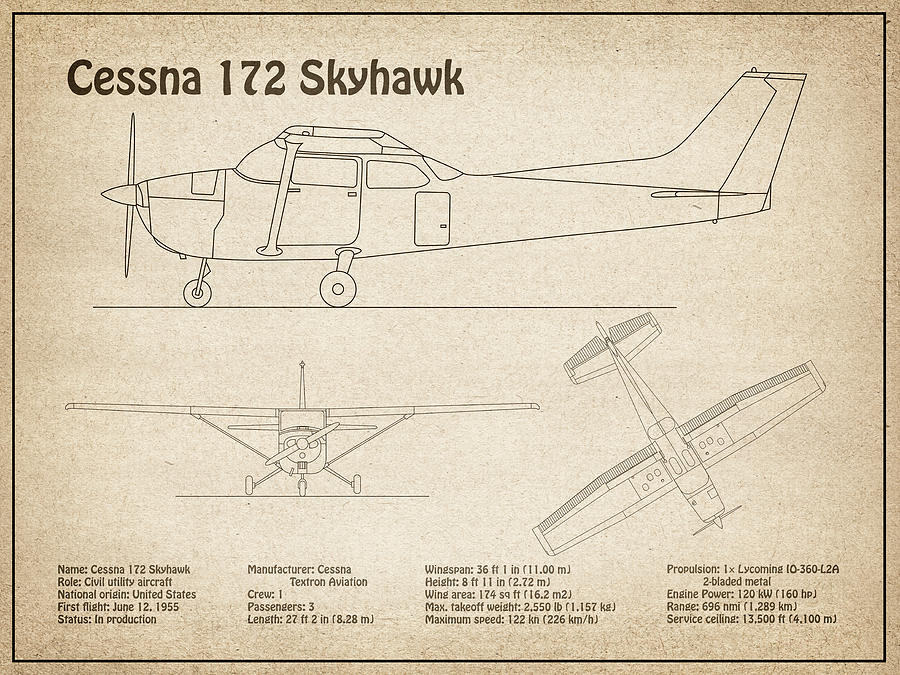 Cessna 172 Skyhawk
Name: Cessna 172 Skyhawk
Role: Civil utility aircraft
National origin: United States
First flight: June 12, 1955
Status: In production
Manufacturer: Cessna
Textron Aviation
Crew: 1
Passengers: 3
Length: 27 ft 2 in (8.28 m)
Wingspan: 36 ft 1 in (11.00 m)
Height: 8 ft 11 in (2.72 m)
Wing area: 174 sq ft (16.2 m2)
Max. takeoff weight: 2,550 lb (1,157 kg)
Maximum speed: 122 kn (226 km/h)
Propulsion: 1x Lycoming IO-360-L2A
2-bladed metal
Engine Power: 120 kW (160 hp)
Range: 696 nmi (1,289 km)
Service ceiling: 13,500 ft (4,100 m)